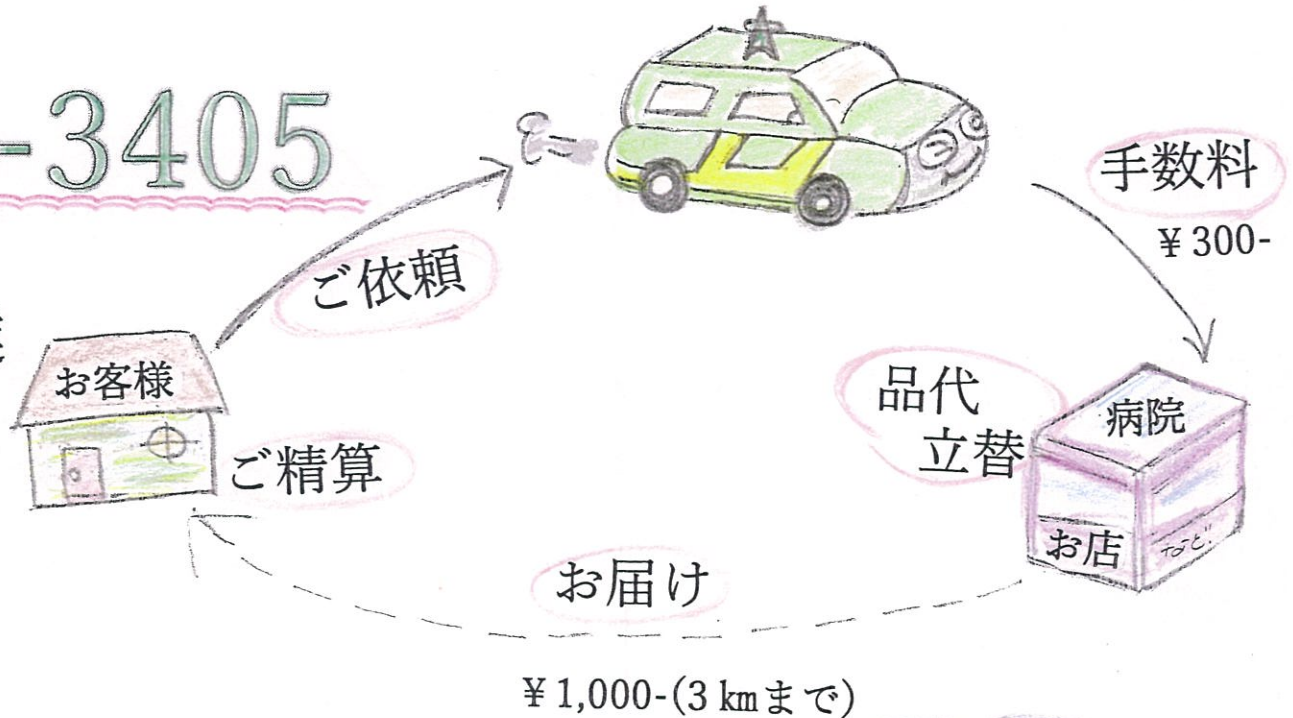 -3405
ご依頼
手数料
¥300-
お客様
ご精算
品代
立替
病院
お店
など!
お届け
¥1,000-(3㎞まで)